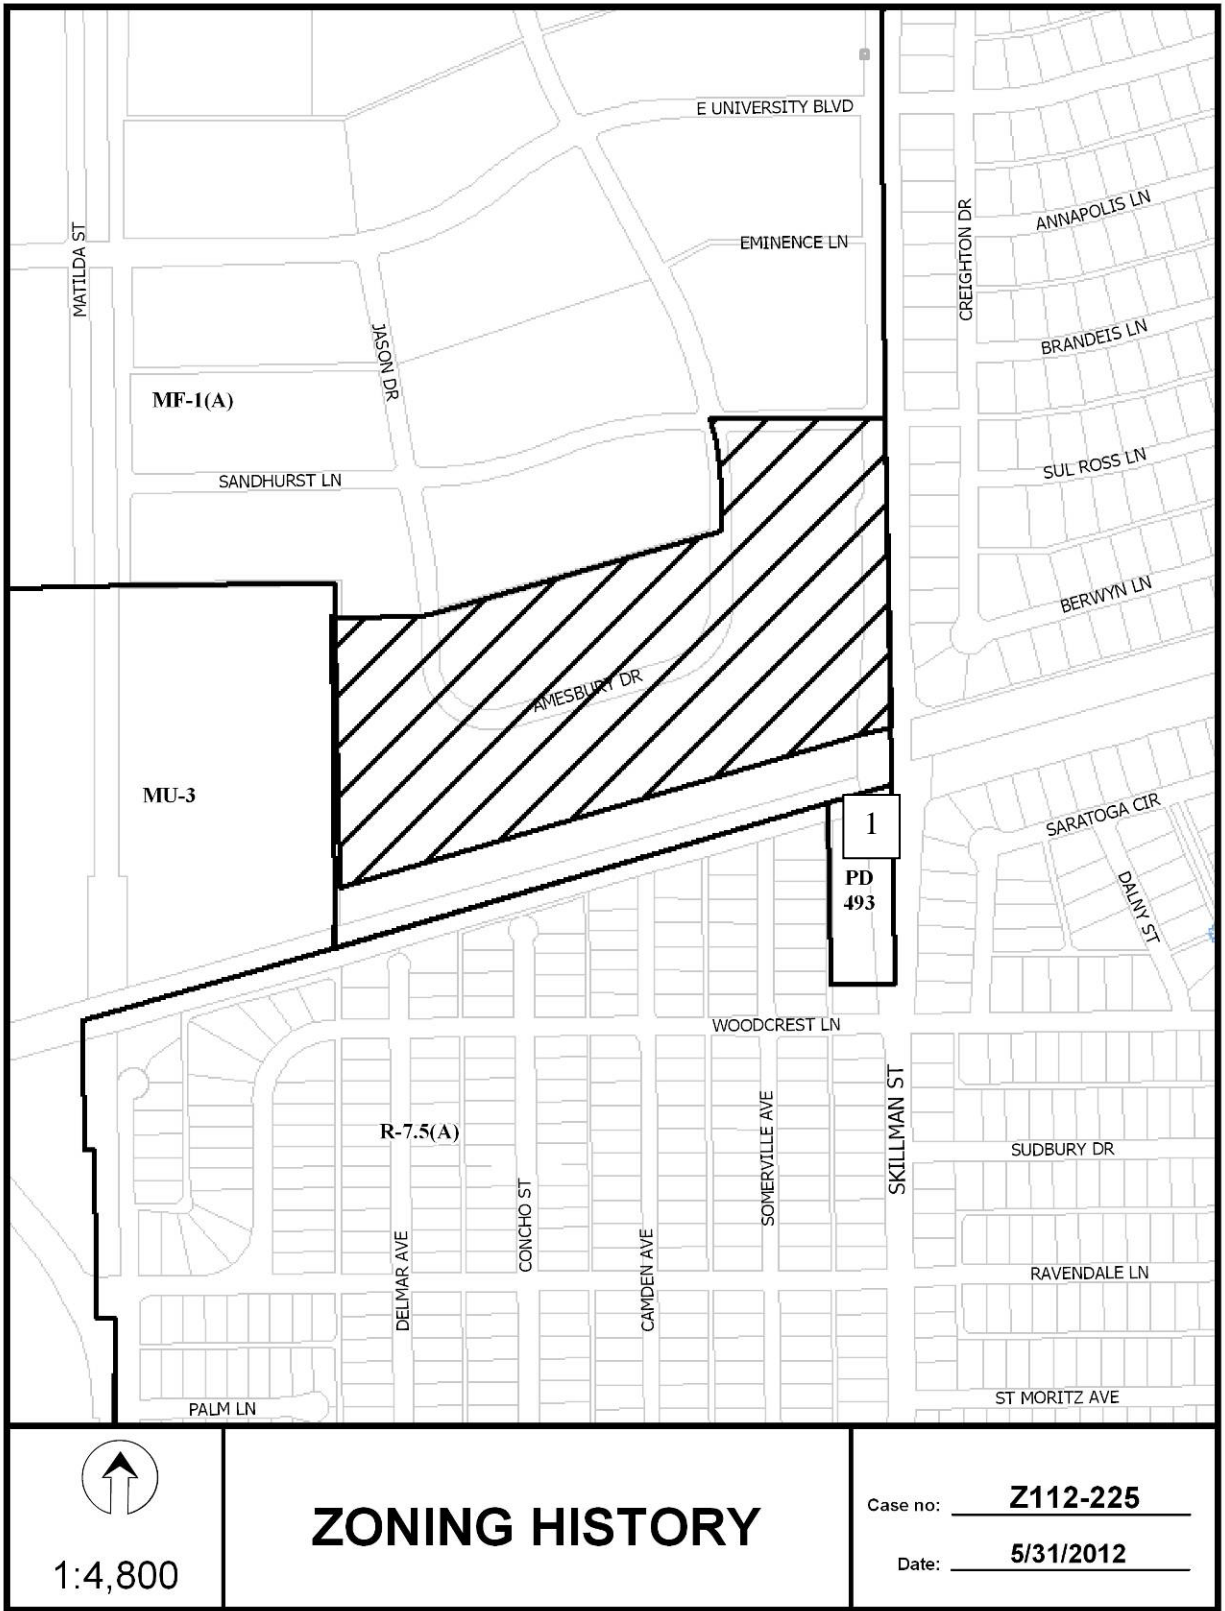 E UNIVERSITY BLVD
ANNAPOLIS LN
CREIGHTON DR
MATILDA ST
EMINENCE LN
BRANDEIS LN
JASON DR
MF-1(A)
SUL ROSS LN
SANDHURST LN
BERWYN LN
AMESBURY DR
MU-3
SARATOGA CIR
1
PD
493
DALNY ST
WOODCREST LN
SKILLMAN ST
R-7.5(A)
SOMERVILLE AVE
SUDBURY DR
CONCHO ST
DELMAR AVE
CAMDEN AVE
RAVENDALE LN
PALM LN
ST MORITZ AVE
1:4,800
ZONING HISTORY
Case no: Z112-225
Date: 5/31/2012